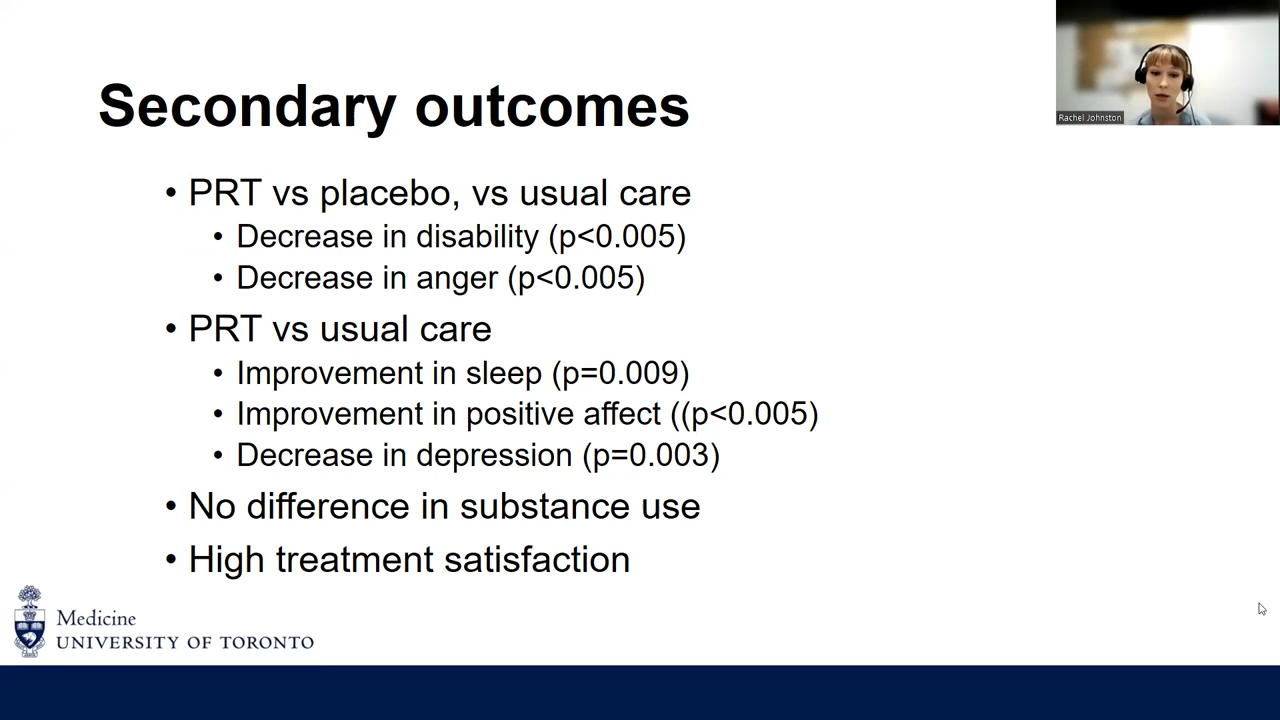 Secondary outcomes
Rachel Johnston
• PRT vs placebo, vs usual care
• Decrease in disability (p<0.005)
• Decrease in anger (p<0.005)
• PRT vs usual care
• Improvement in sleep (p=0.009)
• Improvement in positive affect ((p<0.005)
• Decrease in depression (p=0.003)
• No difference in substance use
• High treatment satisfaction
Medicine
UNIVERSITY OF TORONTO